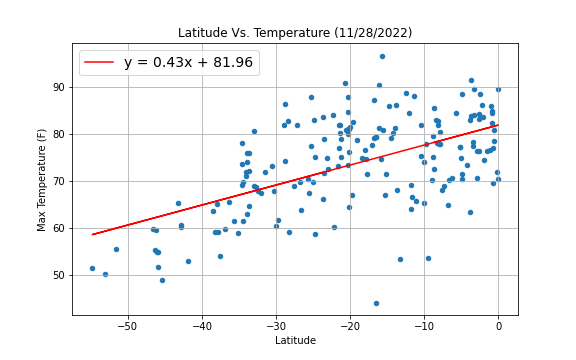 Latitude Vs. Temperature (11/28/2022)
y = 0.43x + 81.96
90
80
70
60
50
Max Temperature (F)
−50
−40
−30
−20
−10
0
Latitude